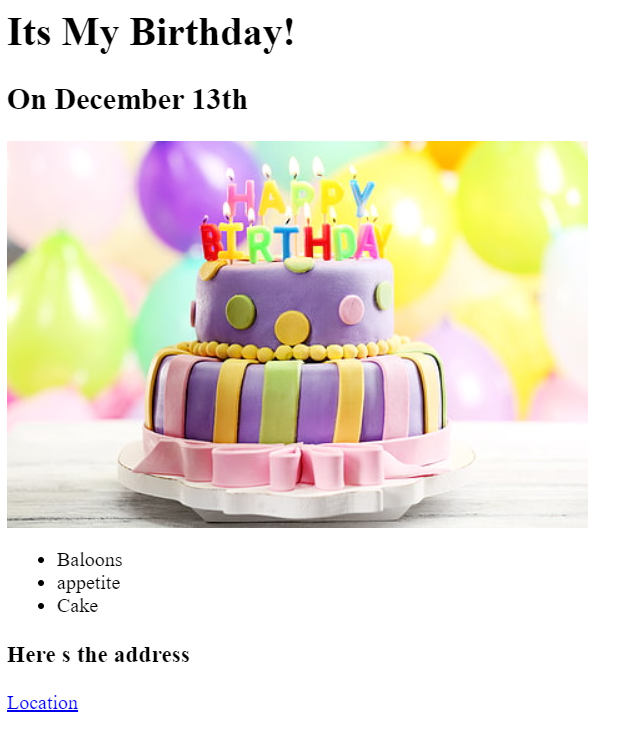 Its My Birthday!
On December 13th
HAPPY
BIRTHDAY
Baloons
appetite
Cake
Here s the address
Location